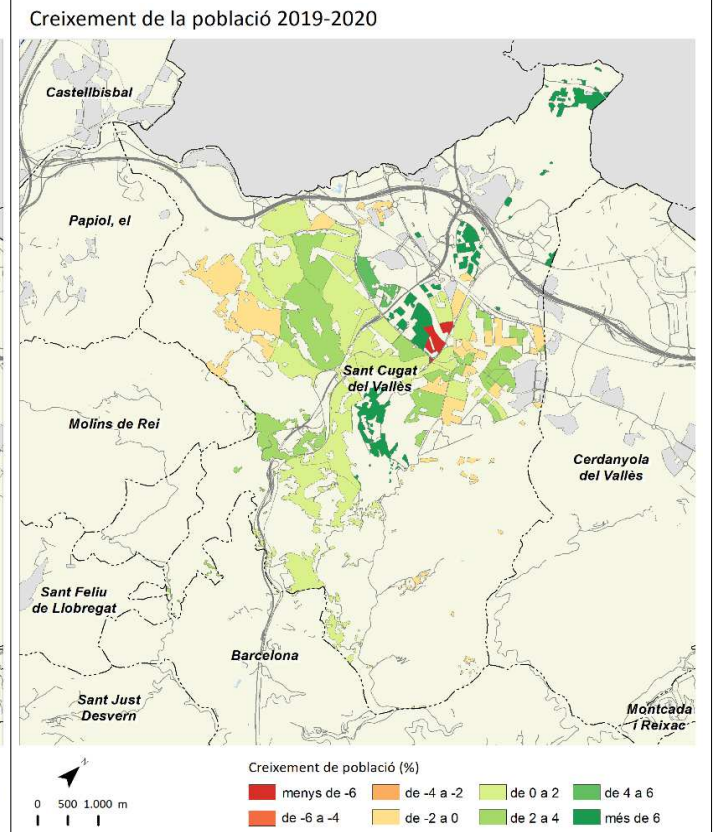 Creixement de la població 2019-2020
Castellbisbal
Papiol, el
Sant Cugat
del Vallès
Molins de Rei
Cerdanyola
del Vallès
Sant Feliu
de Llobregat
Barcelona
Sant Just
Desvern
Montcada
i Reixac
N
0 500 1.000 m
Creixement de població (%)
menys de -6
de -4 a -2
de 0 a 2
de 4 a 6
de -6 a -4
de -2 a 0
de 2 a 4
més de 6